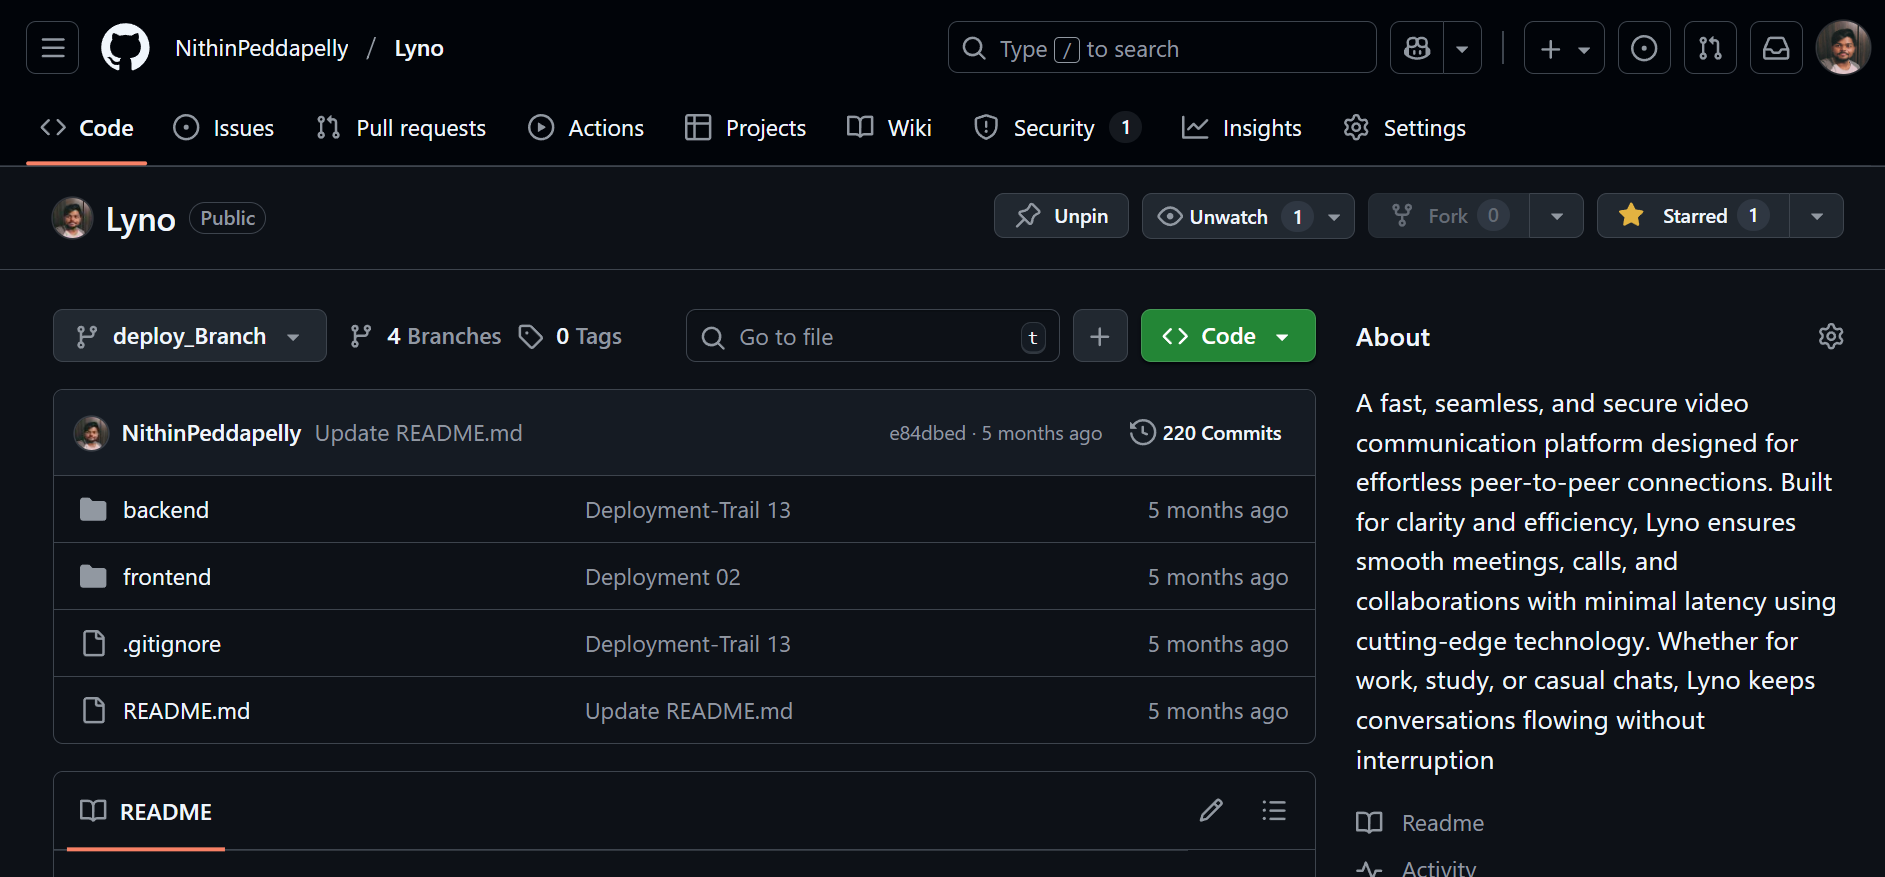 NithinPeddapelly / Lyno
Type / to search
Code Issues Pull requests Actions Projects Wiki Security 1 Insights Settings
Lyno Public
Unpin Unwatch 1 Fork 0 Starred 1
deploy_Branch 4 Branches 0 Tags Go to file t Code
NithinPeddapelly Update README.md e84dbed · 5 months ago 220 Commits
backend Deployment-Trail 13 5 months ago
frontend Deployment 02 5 months ago
.gitignore Deployment-Trail 13 5 months ago
README.md Update README.md 5 months ago
README
About
A fast, seamless, and secure video
communication platform designed for
effortless peer-to-peer connections. Built
for clarity and efficiency, Lyno ensures
smooth meetings, calls, and
collaborations with minimal latency using
cutting-edge technology. Whether for
work, study, or casual chats, Lyno keeps
conversations flowing without
interruption
Readme
Activity